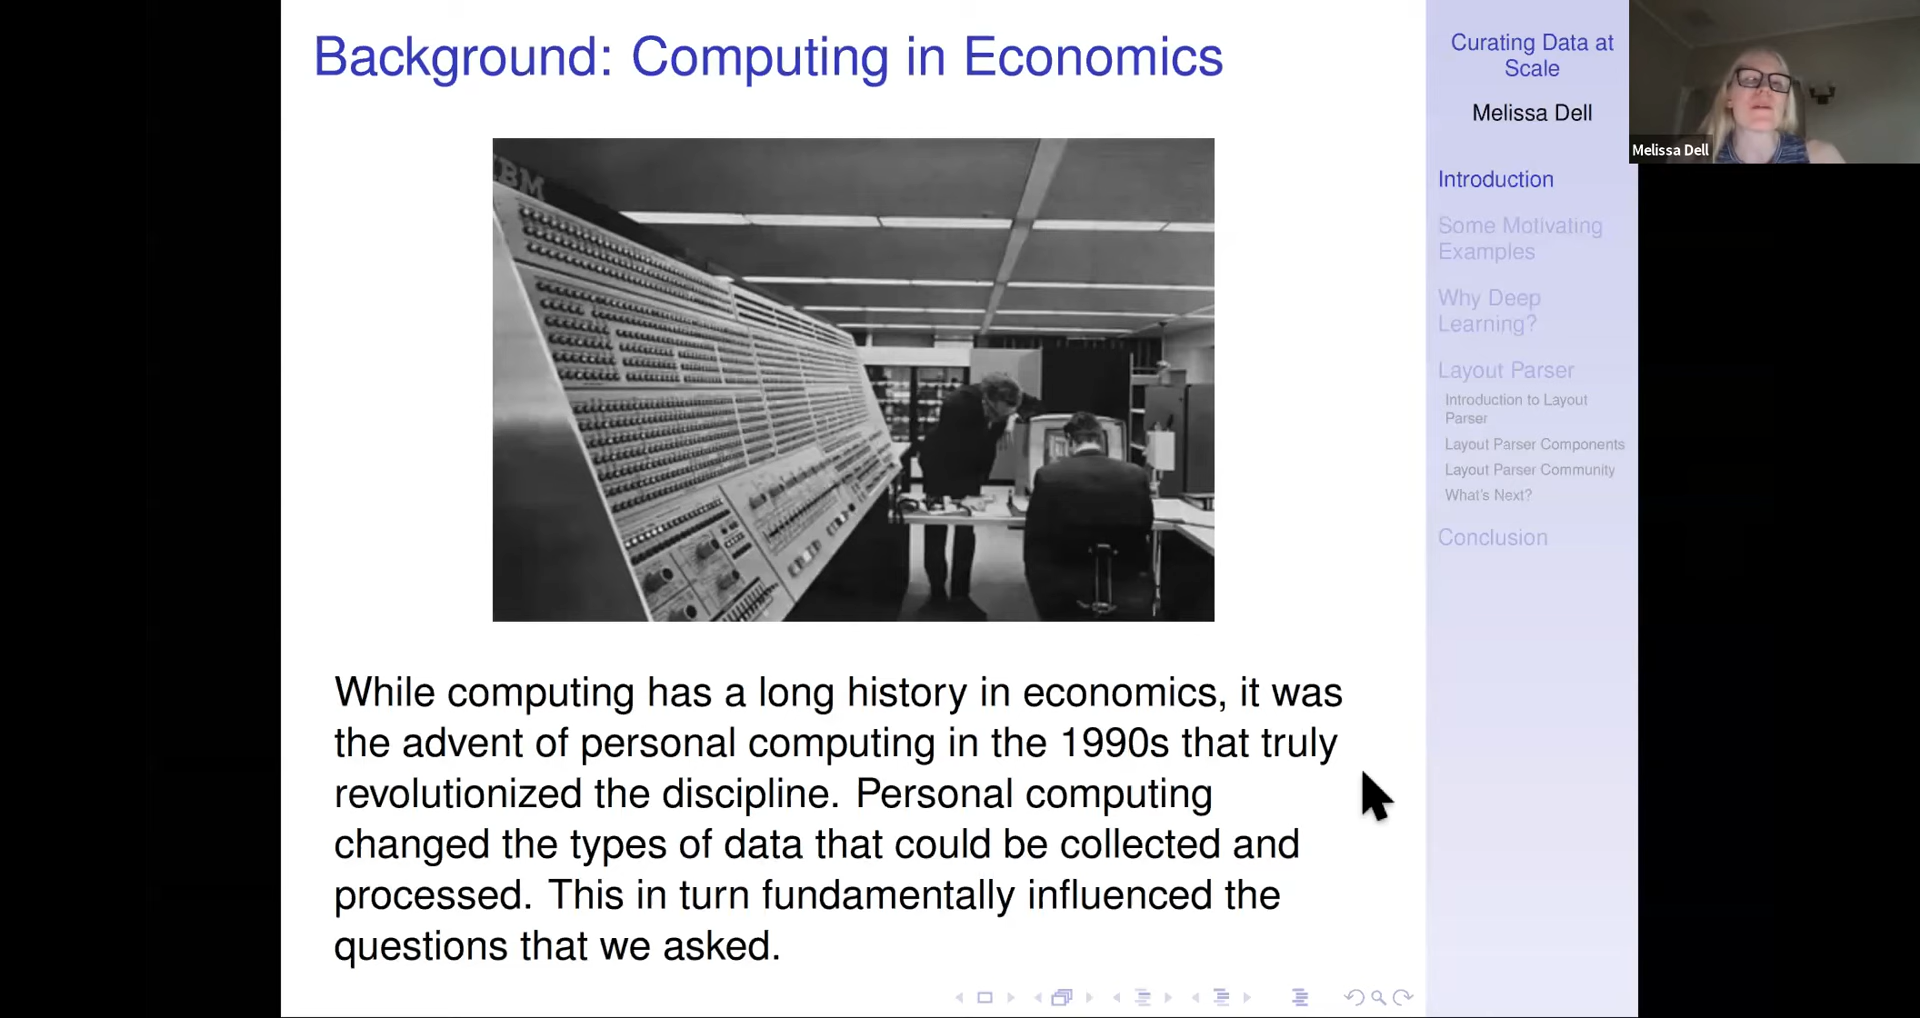 Background: Computing in Economics
IBM
While computing has a long history in economics, it was
the advent of personal computing in the 1990s that truly
revolutionized the discipline. Personal computing
changed the types of data that could be collected and
processed. This in turn fundamentally influenced the
questions that we asked.
Curating Data at
Scale
Melissa Dell
Introduction
Some Motivating
Examples
Why Deep
Learning?
Layout Parser
Introduction to Layout
Parser
Layout Parser Components
Layout Parser Community
What's Next?
Conclusion
Melissa Dell